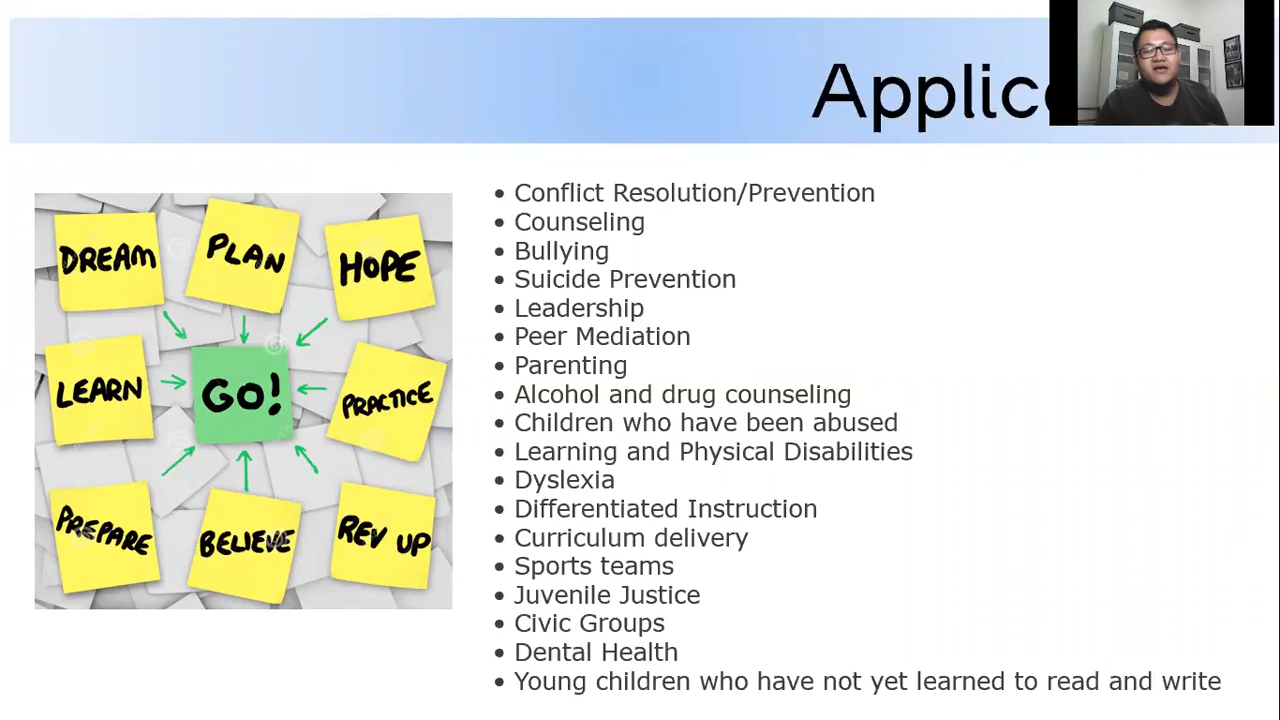 Applic
DREAM
PLAN
HOPE
LEARN
GO!
PRACTICE
PREPARE
BELIEVE
REV UP
• Conflict Resolution/Prevention
• Counseling
• Bullying
• Suicide Prevention
• Leadership
• Peer Mediation
• Parenting
• Alcohol and drug counseling
• Children who have been abused
• Learning and Physical Disabilities
• Dyslexia
• Differentiated Instruction
• Curriculum delivery
• Sports teams
• Juvenile Justice
• Civic Groups
• Dental Health
• Young children who have not yet learned to read and write